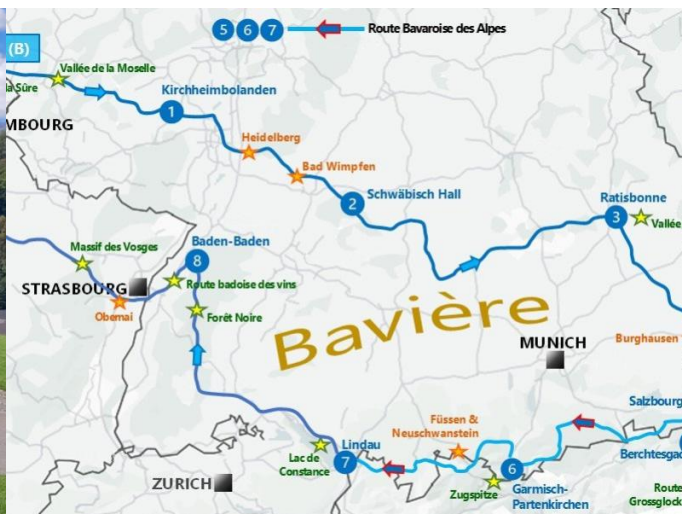 5 6 7 Route Bavaroise des Alpes
(B)
Vallée de la Moselle
la Sûre
Kirchheimbolanden
1
MBOURG
Heidelberg
Bad Wimpfen
2
Schwäbisch Hall
Ratisbonne
3
Vallée
Massif des Vosges
Baden-Baden
8
STRASBOURG
Route badoise des vins
Obernai
Forêt Noire
Bavière
MUNICH
Burghausen
Salzbourg
Füssen &
Neuschwanstein
Lac de
Constance
Lindau
7
6
Berchtesga
Zugspitze
Garmisch-
Partenkirchen
ZURICH
Route
Grossglock